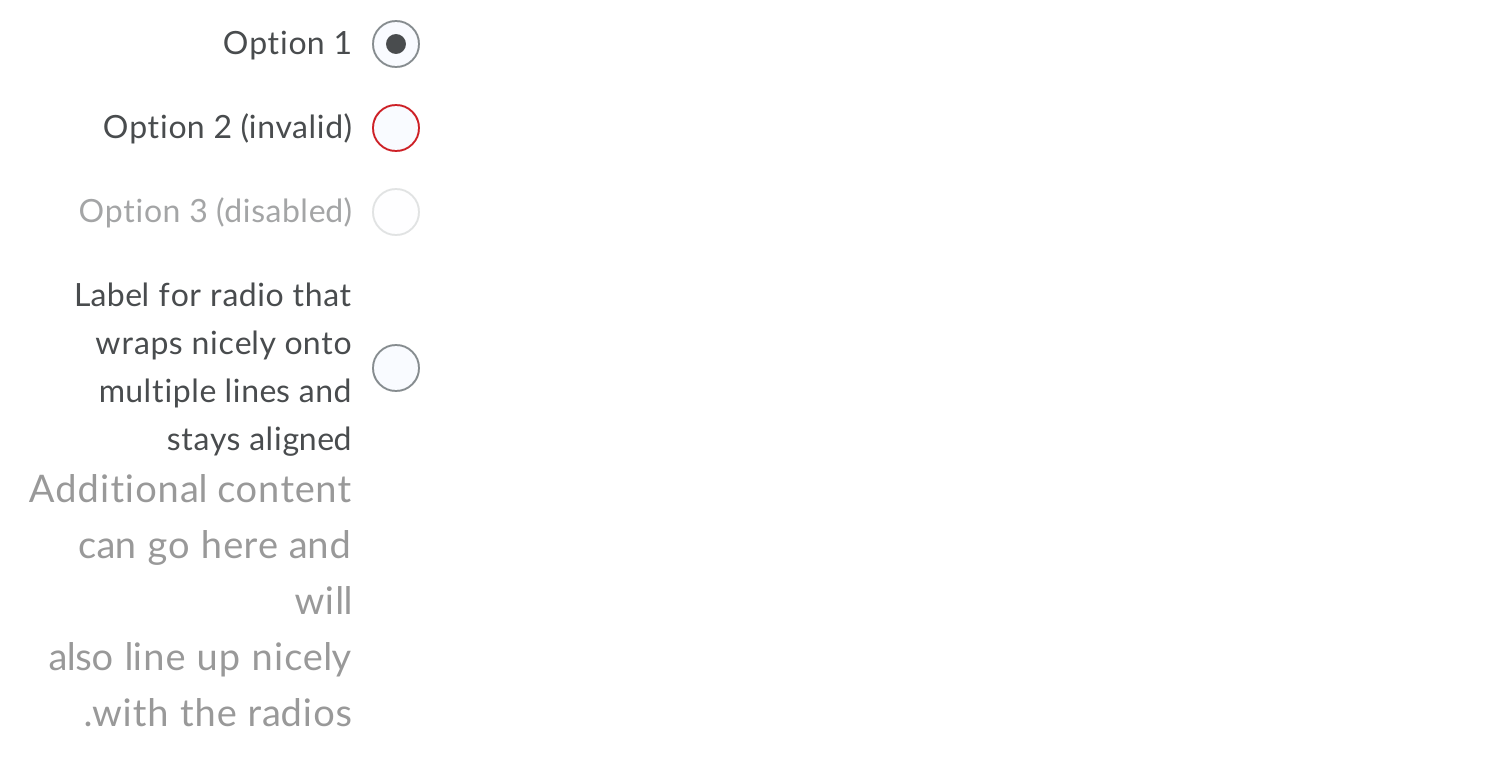 Option 1
Option 2 (invalid)
Option 3 (disabled)
Label for radio that
wraps nicely onto
multiple lines and
stays aligned
Additional content
can go here and
will
also line up nicely
.with the radios